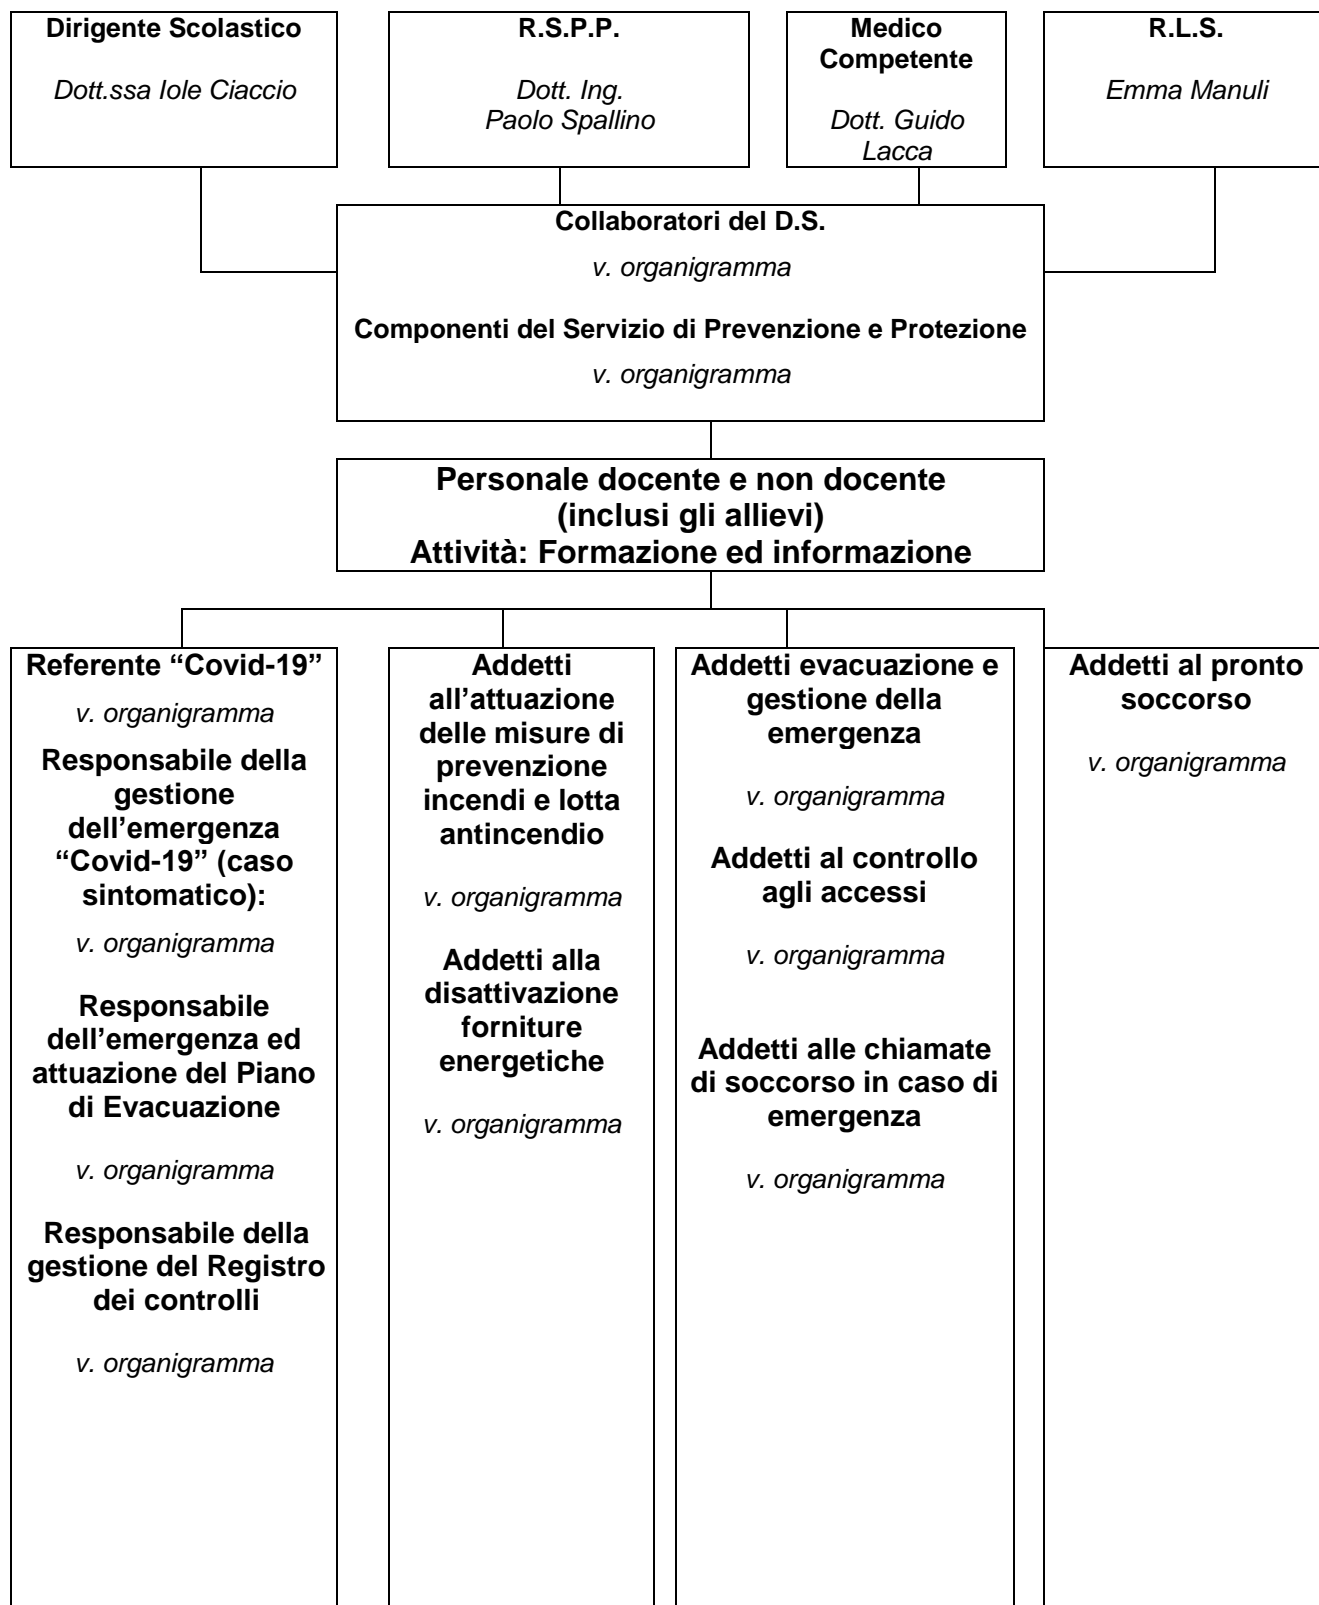 Dirigente Scolastico
Dott.ssa Iole Ciaccio
R.S.P.P.
Dott. Ing.
Paolo Spallino
Medico
Competente
Dott. Guido
Lacca
R.L.S.
Emma Manuli
Collaboratori del D.S.
v. organigramma
Componenti del Servizio di Prevenzione e Protezione
v. organigramma
Personale docente e non docente
(inclusi gli allievi)
Attività: Formazione ed informazione
Referente “Covid-19”
v. organigramma
Responsabile della
gestione
dell’emergenza
“Covid-19” (caso
sintomatico):
v. organigramma
Responsabile
dell’emergenza ed
attuazione del Piano
di Evacuazione
v. organigramma
Responsabile della
gestione del Registro
dei controlli
v. organigramma
Addetti
all’attuazione
delle misure di
prevenzione
incendi e lotta
antincendio
v. organigramma
Addetti alla
disattivazione
forniture
energetiche
v. organigramma
Addetti evacuazione e
gestione della
emergenza
v. organigramma
Addetti al controllo
agli accessi
v. organigramma
Addetti alle chiamate
di soccorso in caso di
emergenza
v. organigramma
Addetti al pronto
soccorso
v. organigramma